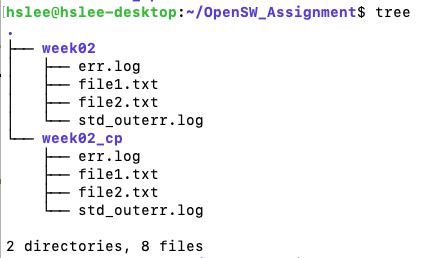 hslee@hslee-desktop:~/OpenSW_Assignment$ tree
.
├── week02
│   ├── err.log
│   ├── file1.txt
│   ├── file2.txt
│   └── std_outerr.log
└── week02_cp
    ├── err.log
    ├── file1.txt
    ├── file2.txt
    └── std_outerr.log

2 directories, 8 files